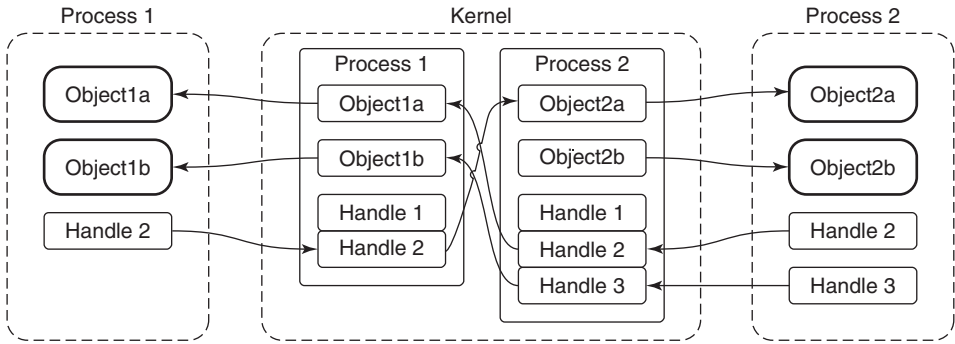 Process 1
Kernel
Process 2
Process 1
Process 2
Object1a
Object1a
Object2a
Object2a
Object1b
Object1b
Object2b
Object2b
Handle 1
Handle 1
Handle 2
Handle 2
Handle 2
Handle 2
Handle 3
Handle 3